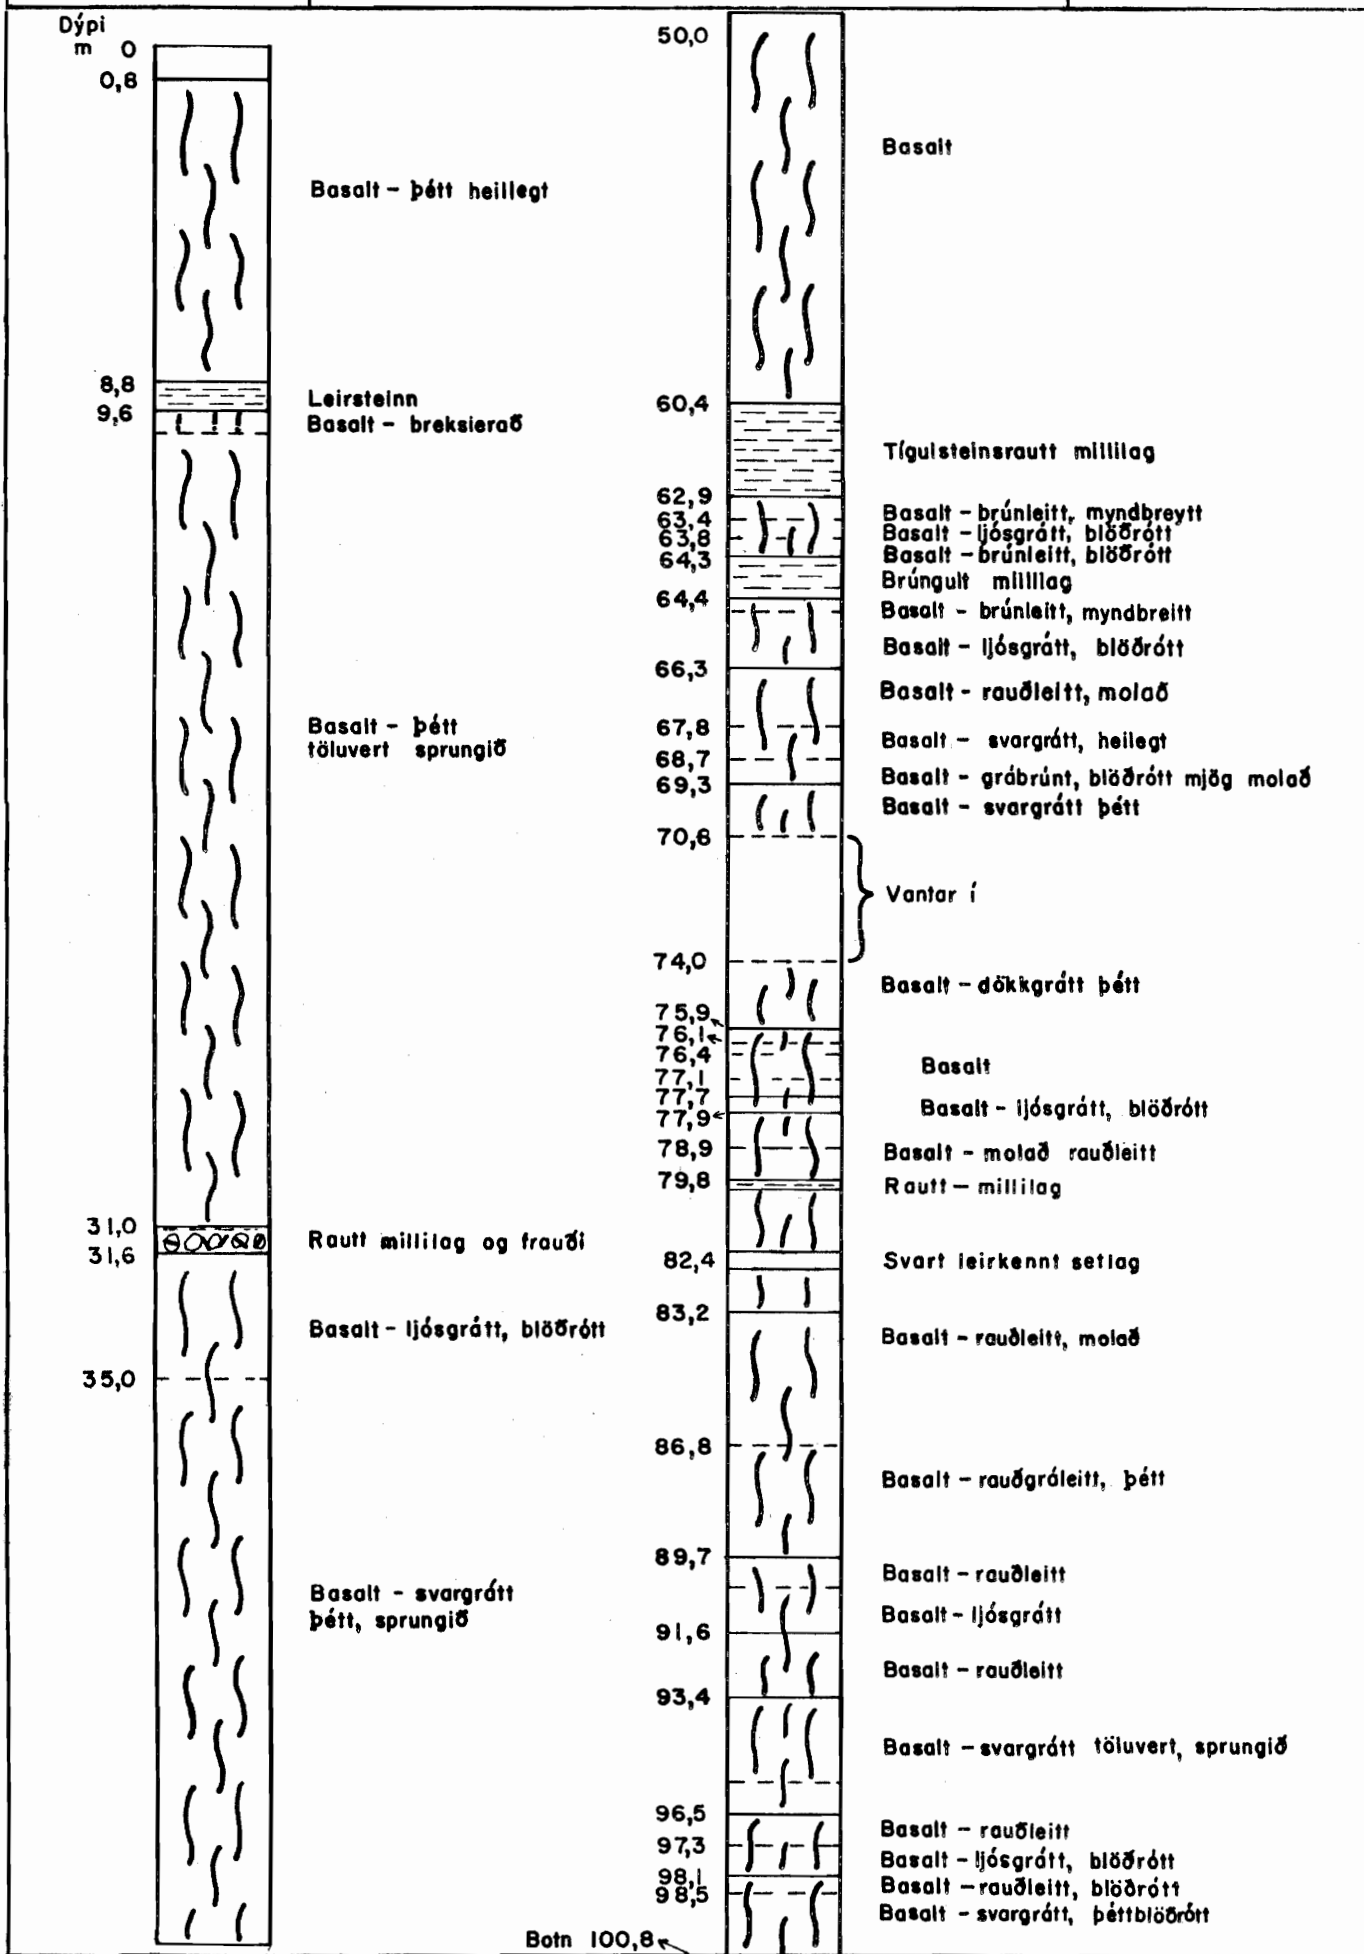 Dýpi
m 0
0,8
Basalt - þétt heillegt
8,8
Leirsteinn
9,6
Basalt - breksierað
Basalt - þétt
töluvert sprungið
31,0
Rautt millilag og frauði
31,6
Basalt - ljósgrátt, blöðrótt
35,0
Basalt - svargrátt
þétt, sprungið
50,0
Basalt
60,4
Tígulsteinsrautt millilag
62,9
Basalt - brúnleitt, myndbreytt
63,4
Basalt - ljósgrátt, blöðrótt
63,8
Basalt - brúnleitt, blöðrótt
64,3
Brúngult millilag
64,4
Basalt - brúnleitt, myndbreitt
Basalt - ljósgrátt, blöðrótt
66,3
Basalt - rauðleitt, molað
67,8
Basalt - svargrátt, heilegt
68,7
Basalt - grábrúnt, blöðrótt mjög molað
69,3
Basalt - svargrátt þétt
70,8
Vantar í
74,0
Basalt - dökkgrátt þétt
75,9
76,1
76,4
Basalt
77,1
77,7
Basalt - ljósgrátt, blöðrótt
77,9
78,9
Basalt - molað rauðleitt
79,8
Rautt - millilag
82,4
Svart leirkennt setlag
83,2
Basalt - rauðleitt, molað
86,8
Basalt - rauðgráleitt, þétt
89,7
Basalt - rauðleitt
Basalt - ljósgrátt
91,6
Basalt - rauðleitt
93,4
Basalt - svargrátt töluvert, sprungið
96,5
Basalt - rauðleitt
97,3
Basalt - ljósgrátt, blöðrótt
98,1
Basalt - rauðleitt, blöðrótt
98,5
Basalt - svargrátt, þéttblöðrótt
Botn 100,8